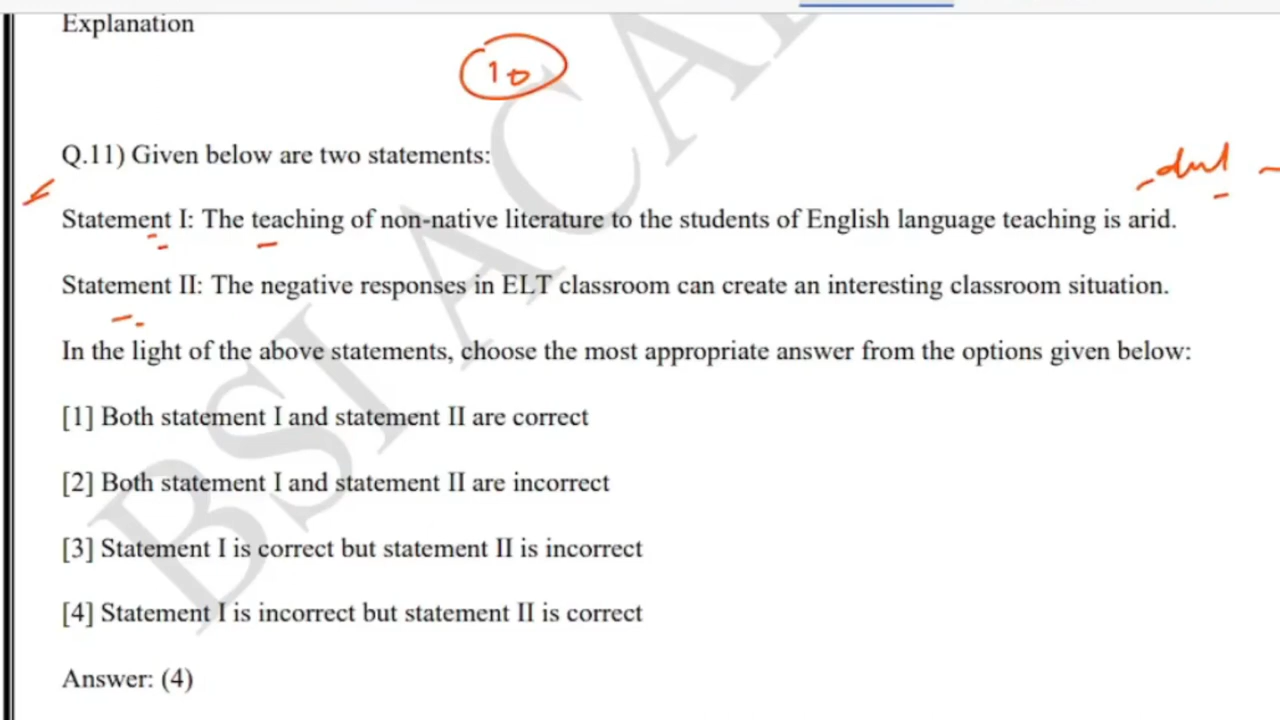 Explanation
10
Q.11) Given below are two statements:
dul
Statement I: The teaching of non-native literature to the students of English language teaching is arid.
Statement II: The negative responses in ELT classroom can create an interesting classroom situation.
In the light of the above statements, choose the most appropriate answer from the options given below:
[1] Both statement I and statement II are correct
[2] Both statement I and statement II are incorrect
[3] Statement I is correct but statement II is incorrect
[4] Statement I is incorrect but statement II is correct
Answer: (4)
BSI ACA